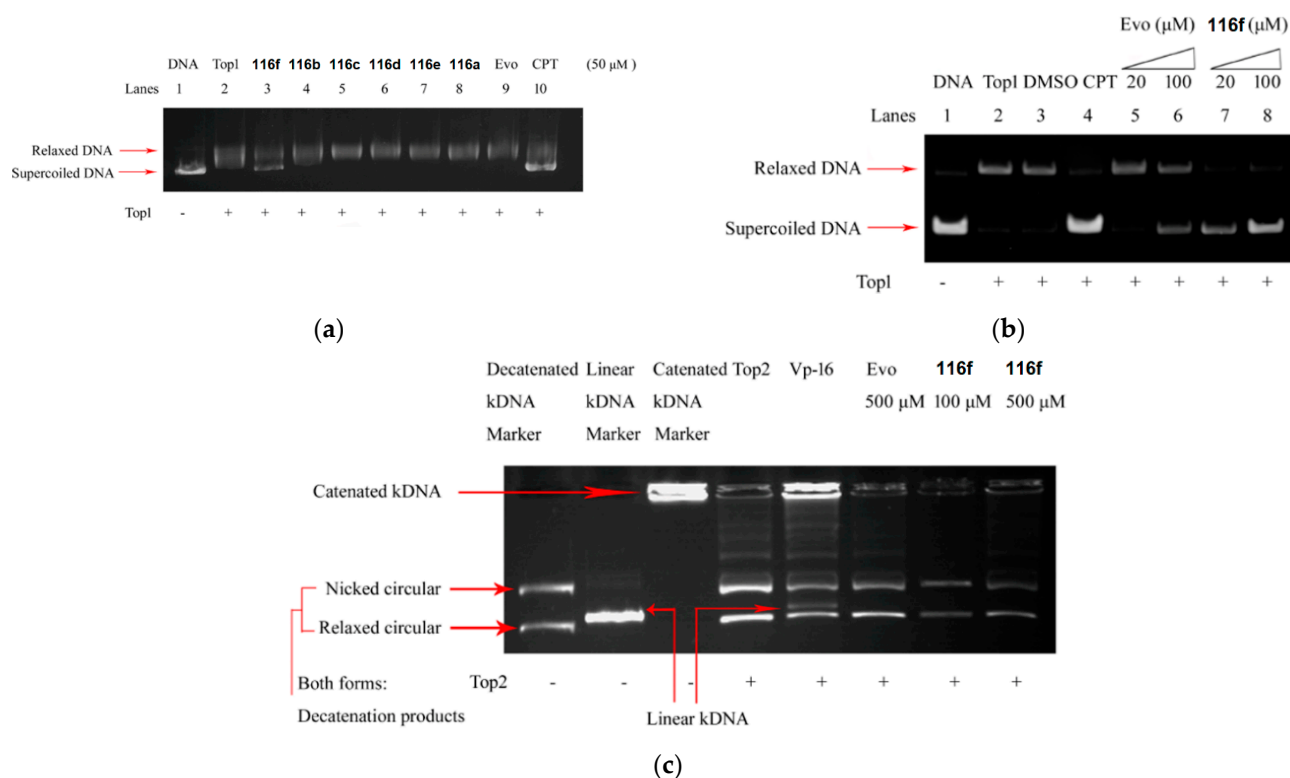 DNA Top1 116f 116b 116c 116d 116e 116a Evo CPT (50 μM )
Lanes 1 2 3 4 5 6 7 8 9 10
Relaxed DNA
Supercoiled DNA
Top1 - + + + + + + + + +
(a)
Evo (μM) 116f (μM)
DNA Top1 DMSO CPT 20 100 20 100
Lanes 1 2 3 4 5 6 7 8
Relaxed DNA
Supercoiled DNA
Top1 - + + + + + + +
(b)
Decatenated Linear Catenated Top2 Vp-16 Evo 116f 116f
kDNA kDNA kDNA 500 μM 100 μM 500 μM
Marker Marker Marker
Catenated kDNA
Nicked circular
Relaxed circular
Both forms: Top2 - - - + + + + +
Decatenation products Linear kDNA
(c)